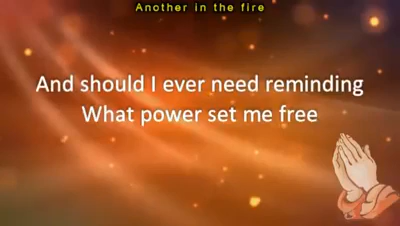 Another in the fire
And should I ever need reminding
What power set me free